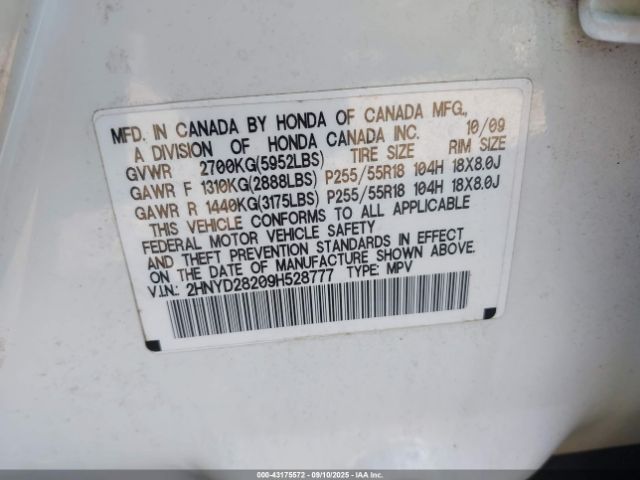 MFD. IN CANADA BY HONDA OF CANADA MFG., 10/09
A DIVISION OF HONDA CANADA INC.
GVWR 2700KG(5952LBS) TIRE SIZE RIM SIZE
GAWR F 1310KG(2888LBS) P255/55R18 104H 18X8.0J
GAWR R 1440KG(3175LBS) P255/55R18 104H 18X8.0J
THIS VEHICLE CONFORMS TO ALL APPLICABLE
FEDERAL MOTOR VEHICLE SAFETY
AND THEFT PREVENTION STANDARDS IN EFFECT
ON THE DATE OF MANUFACTURE SHOWN ABOVE.
V.I.N.: 2HNYD28209H528777 TYPE: MPV
000-43175572 - 09/10/2025 - IAA Inc.